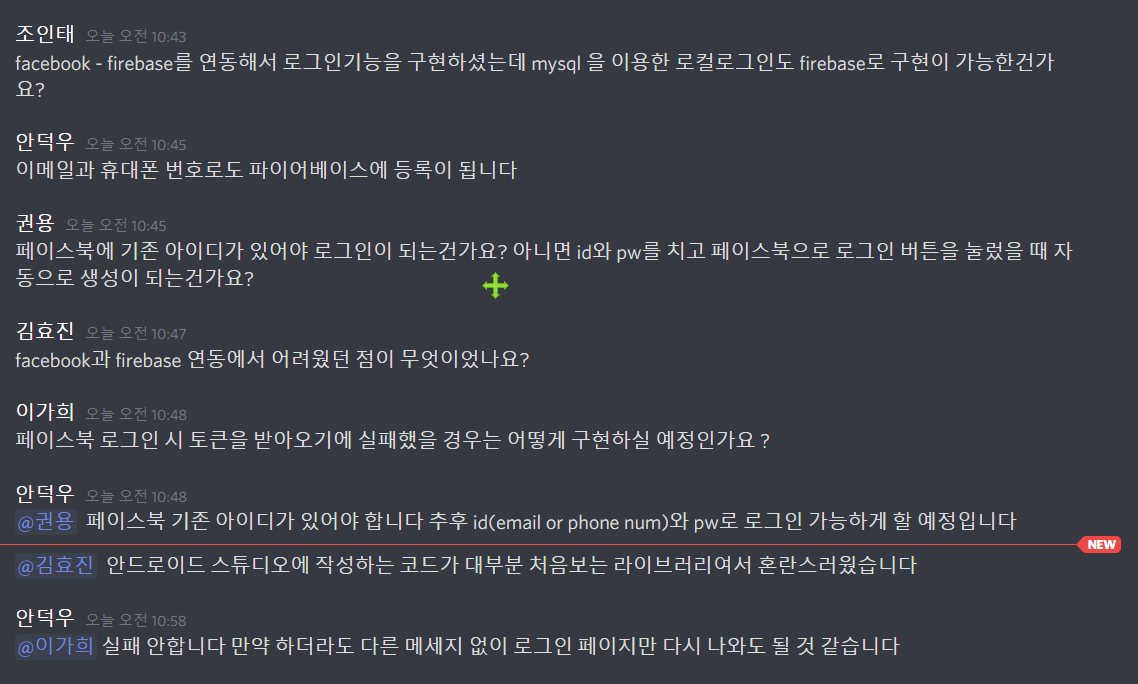 조인태 오늘 오전 10:43
facebook - firebase를 연동해서 로그인기능을 구현하셨는데 mysql 을 이용한 로컬로그인도 firebase로 구현이 가능한건가
요?
안덕우 오늘 오전 10:45
이메일과 휴대폰 번호로도 파이어베이스에 등록이 됩니다
권용 오늘 오전 10:45
페이스북에 기존 아이디가 있어야 로그인이 되는건가요? 아니면 id와 pw를 치고 페이스북으로 로그인 버튼을 눌렀을 때 자
동으로 생성이 되는건가요?
김효진 오늘 오전 10:47
facebook과 firebase 연동에서 어려웠던 점이 무엇이었나요?
이가희 오늘 오전 10:48
페이스북 로그인 시 토큰을 받아오기에 실패했을 경우는 어떻게 구현하실 예정인가요 ?
안덕우 오늘 오전 10:48
@권용 페이스북 기존 아이디가 있어야 합니다 추후 id(email or phone num)와 pw로 로그인 가능하게 할 예정입니다
NEW
@김효진 안드로이드 스튜디오에 작성하는 코드가 대부분 처음보는 라이브러리여서 혼란스러웠습니다
안덕우 오늘 오전 10:58
@이가희 실패 안합니다 만약 하더라도 다른 메세지 없이 로그인 페이지만 다시 나와도 될 것 같습니다